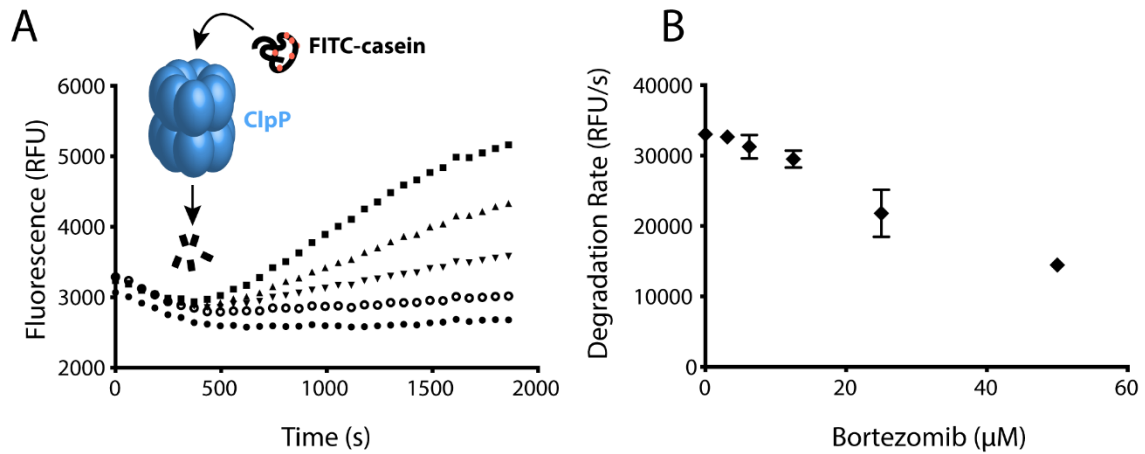 A
FITC-casein
ClpP
Fluorescence (RFU)
6000
5000
4000
3000
2000
0
500
1000
1500
2000
Time (s)
B
Degradation Rate (RFU/s)
40000
30000
20000
10000
0
0
20
40
60
Bortezomib (μM)